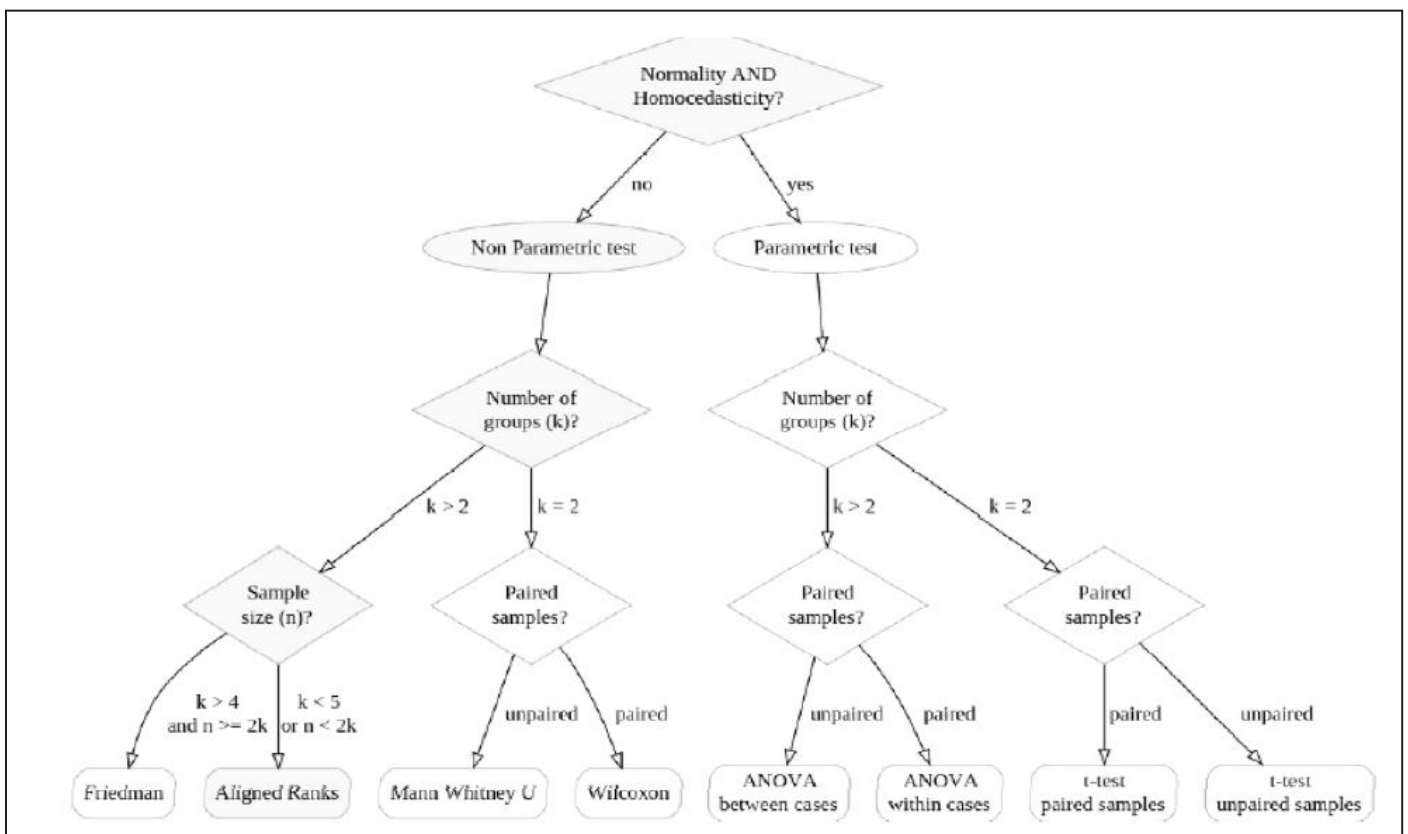 Normality AND
Homocedasticity?
no
yes
Non Parametric test
Parametric test
Number of
groups (k)?
Number of
groups (k)?
k > 2
k = 2
k > 2
k = 2
Sample
size (n)?
Paired
samples?
Paired
samples?
Paired
samples?
k > 4
and n >= 2k
k < 5
or n < 2k
unpaired
paired
unpaired
paired
paired
unpaired
Friedman
Aligned Ranks
Mann Whitney U
Wilcoxon
ANOVA
between cases
ANOVA
within cases
t-test
paired samples
t-test
unpaired samples